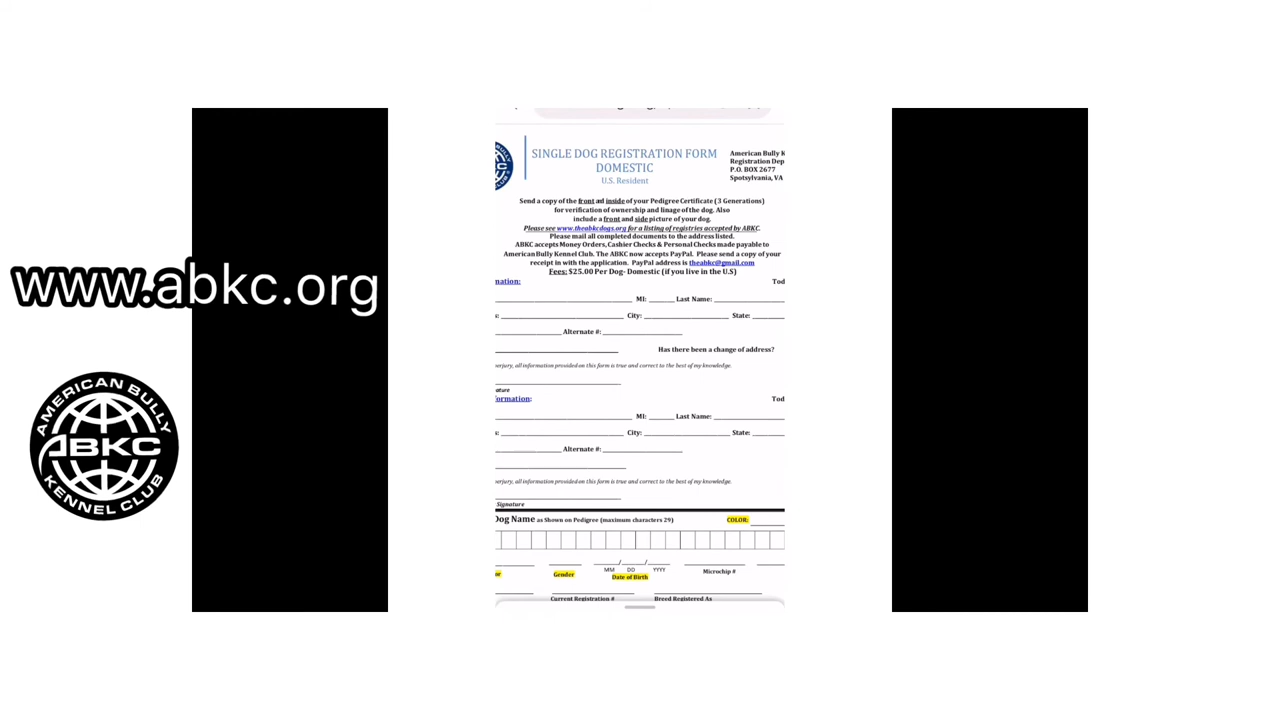 www.abkc.org
AMERICAN BULLY
ABKC
KENNEL CLUB
SINGLE DOG REGISTRATION FORM
DOMESTIC
U.S. Resident
American Bully K
Registration Dep
P.O. BOX 2677
Spotsylvania, VA
Send a copy of the front and inside of your Pedigree Certificate (3 Generations)
for verification of ownership and linage of the dog. Also
include a front and side picture of your dog.
Please see www.theabkcdogs.org for a listing of registries accepted by ABKC.
Please mail all completed documents to the address listed.
ABKC accepts Money Orders, Cashier Checks & Personal Checks made payable to
American Bully Kennel Club. The ABKC now accepts PayPal. Please send a copy of your
receipt in with the application. PayPal address is theabkc@gmail.com
Fees: $25.00 Per Dog- Domestic (if you live in the U.S)
mation: Tod
MI: Last Name:
s: City: State:
Alternate #:
Has there been a change of address?
perjury, all information provided on this form is true and correct to the best of my knowledge.
ature
formation: Tod
MI: Last Name:
s: City: State:
Alternate #:
perjury, all information provided on this form is true and correct to the best of my knowledge.
Signature
Dog Name as Shown on Pedigree (maximum characters 29) COLOR:
/ /
MM DD YYYY
or Gender Date of Birth Microchip #
Current Registration # Breed Registered As